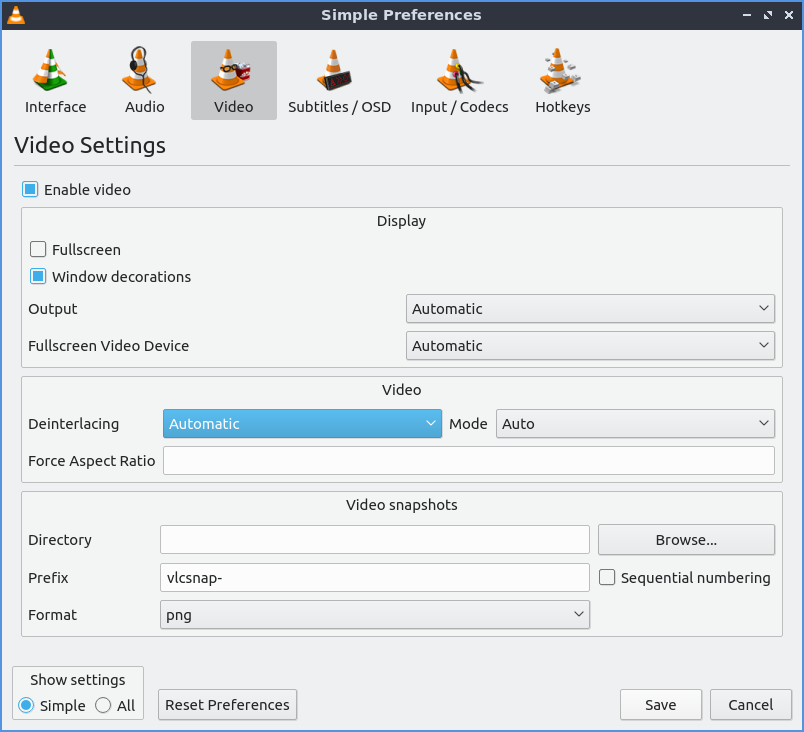 Simple Preferences
Interface Audio Video Subtitles / OSD Input / Codecs Hotkeys
Video Settings
Enable video
Display
Fullscreen
Window decorations
Output Automatic
Fullscreen Video Device Automatic
Video
Deinterlacing Automatic Mode Auto
Force Aspect Ratio
Video snapshots
Directory Browse...
Prefix vlcsnap- Sequential numbering
Format png
Show settings
Simple All Reset Preferences Save Cancel